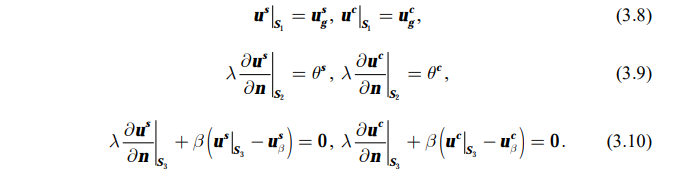 u^s|_{S_1} = u_g^s, u^c|_{S_1} = u_g^c, (3.8)
λ ∂u^s/∂n|_{S_2} = θ^s, λ ∂u^c/∂n|_{S_2} = θ^c, (3.9)
λ ∂u^s/∂n|_{S_3} + β(u^s|_{S_3} − u_β^s) = 0, λ ∂u^c/∂n|_{S_3} + β(u^c|_{S_3} − u_β^c) = 0. (3.10)